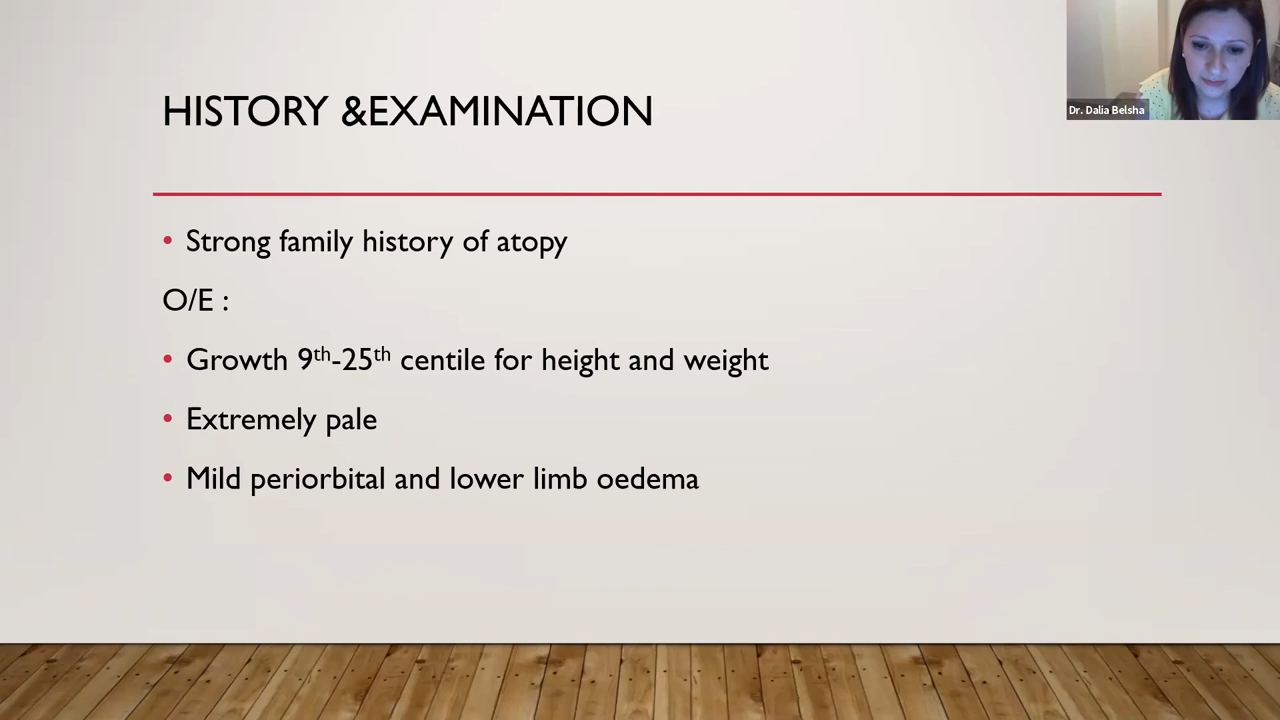 Dr. Dalia Belsha
HISTORY &EXAMINATION
• Strong family history of atopy
O/E :
• Growth 9th-25th centile for height and weight
• Extremely pale
• Mild periorbital and lower limb oedema